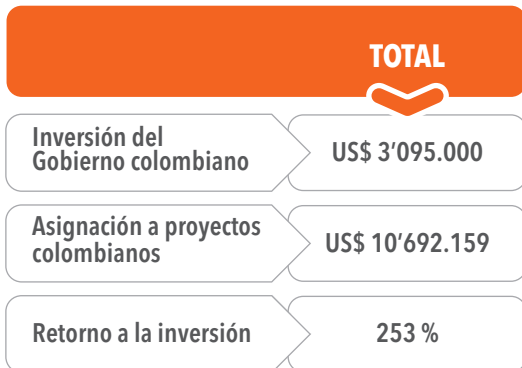 TOTAL
Inversión del
Gobierno colombiano
US$ 3’095.000
Asignación a proyectos
colombianos
US$ 10’692.159
Retorno a la inversión
253 %